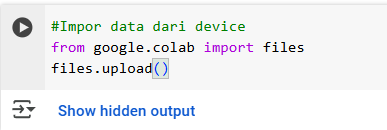 #Impor data dari device
from google.colab import files
files.upload()
Show hidden output